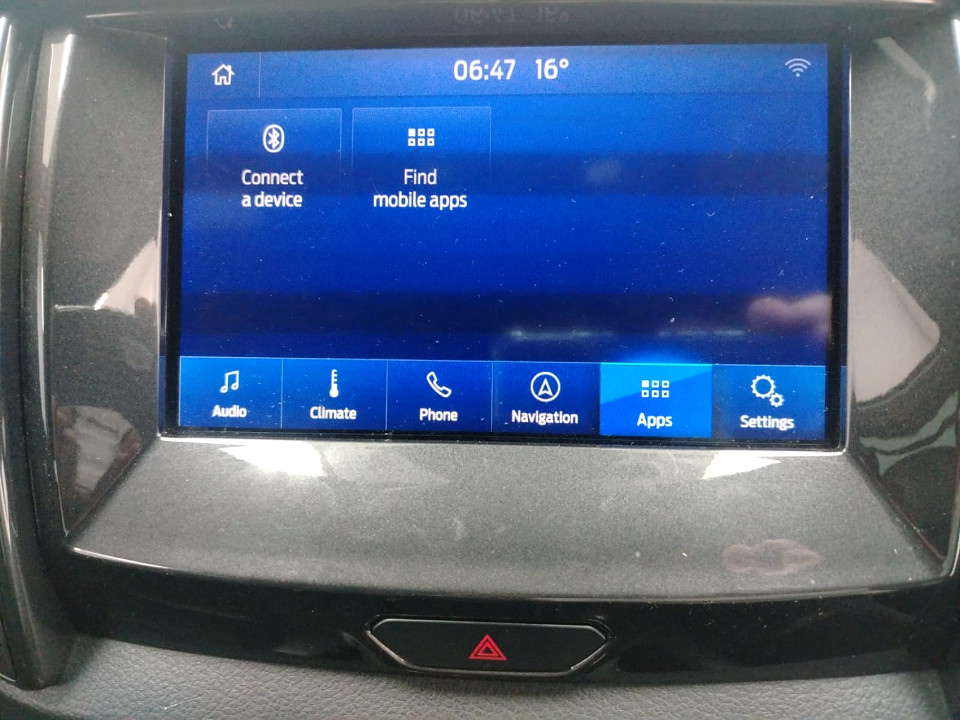 06:47 16°
Connect
a device
Find
mobile apps
Audio
Climate
Phone
Navigation
Apps
Settings